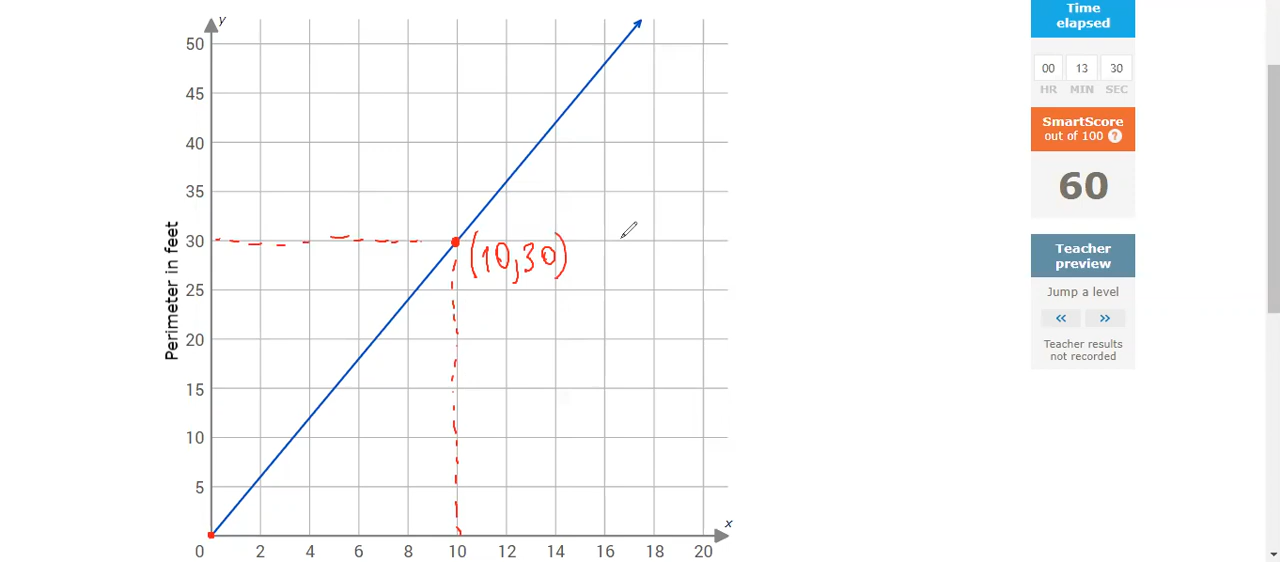 y
50
45
40
35
30
25
20
15
10
5
0
2
4
6
8
10
12
14
16
18
20
x
Perimeter in feet
(10,30)
Time
elapsed
00 13 30
HR MIN SEC
SmartScore
out of 100 ?
60
Teacher
preview
Jump a level
<< >>
Teacher results
not recorded